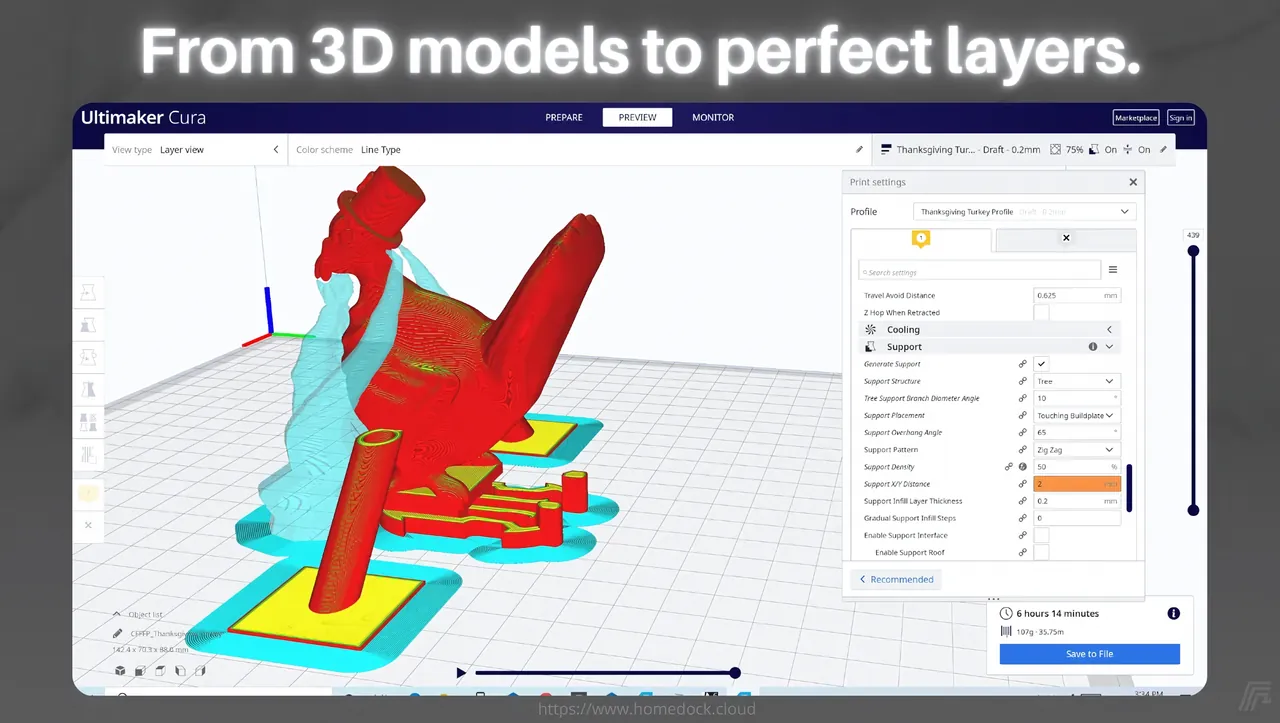 From 3D models to perfect layers.
Ultimaker Cura
PREPARE
PREVIEW
MONITOR
Marketplace
Sign in
View type Layer view
Color scheme Line Type
Thanksgiving Tur... - Draft - 0.2mm
75%
On
On
Print settings
Profile
Thanksgiving Turkey Profile Draft - 0.2mm
1
439
Search settings
Travel Avoid Distance 0.625 mm
Z Hop When Retracted
Cooling
Support
Generate Support
Support Structure Tree
Tree Support Branch Diameter Angle 10 °
Support Placement Touching Buildplate
Support Overhang Angle 65 °
Support Pattern Zig Zag
Support Density 50 %
Support X/Y Distance 2 mm
Support Infill Layer Thickness 0.2 mm
Gradual Support Infill Steps 0
Enable Support Interface
Enable Support Roof
Recommended
Object list
142.4 x 70.3 x 88.0 mm
6 hours 14 minutes
107g · 35.75m
Save to File
3:34 PM
https://www.homedock.cloud